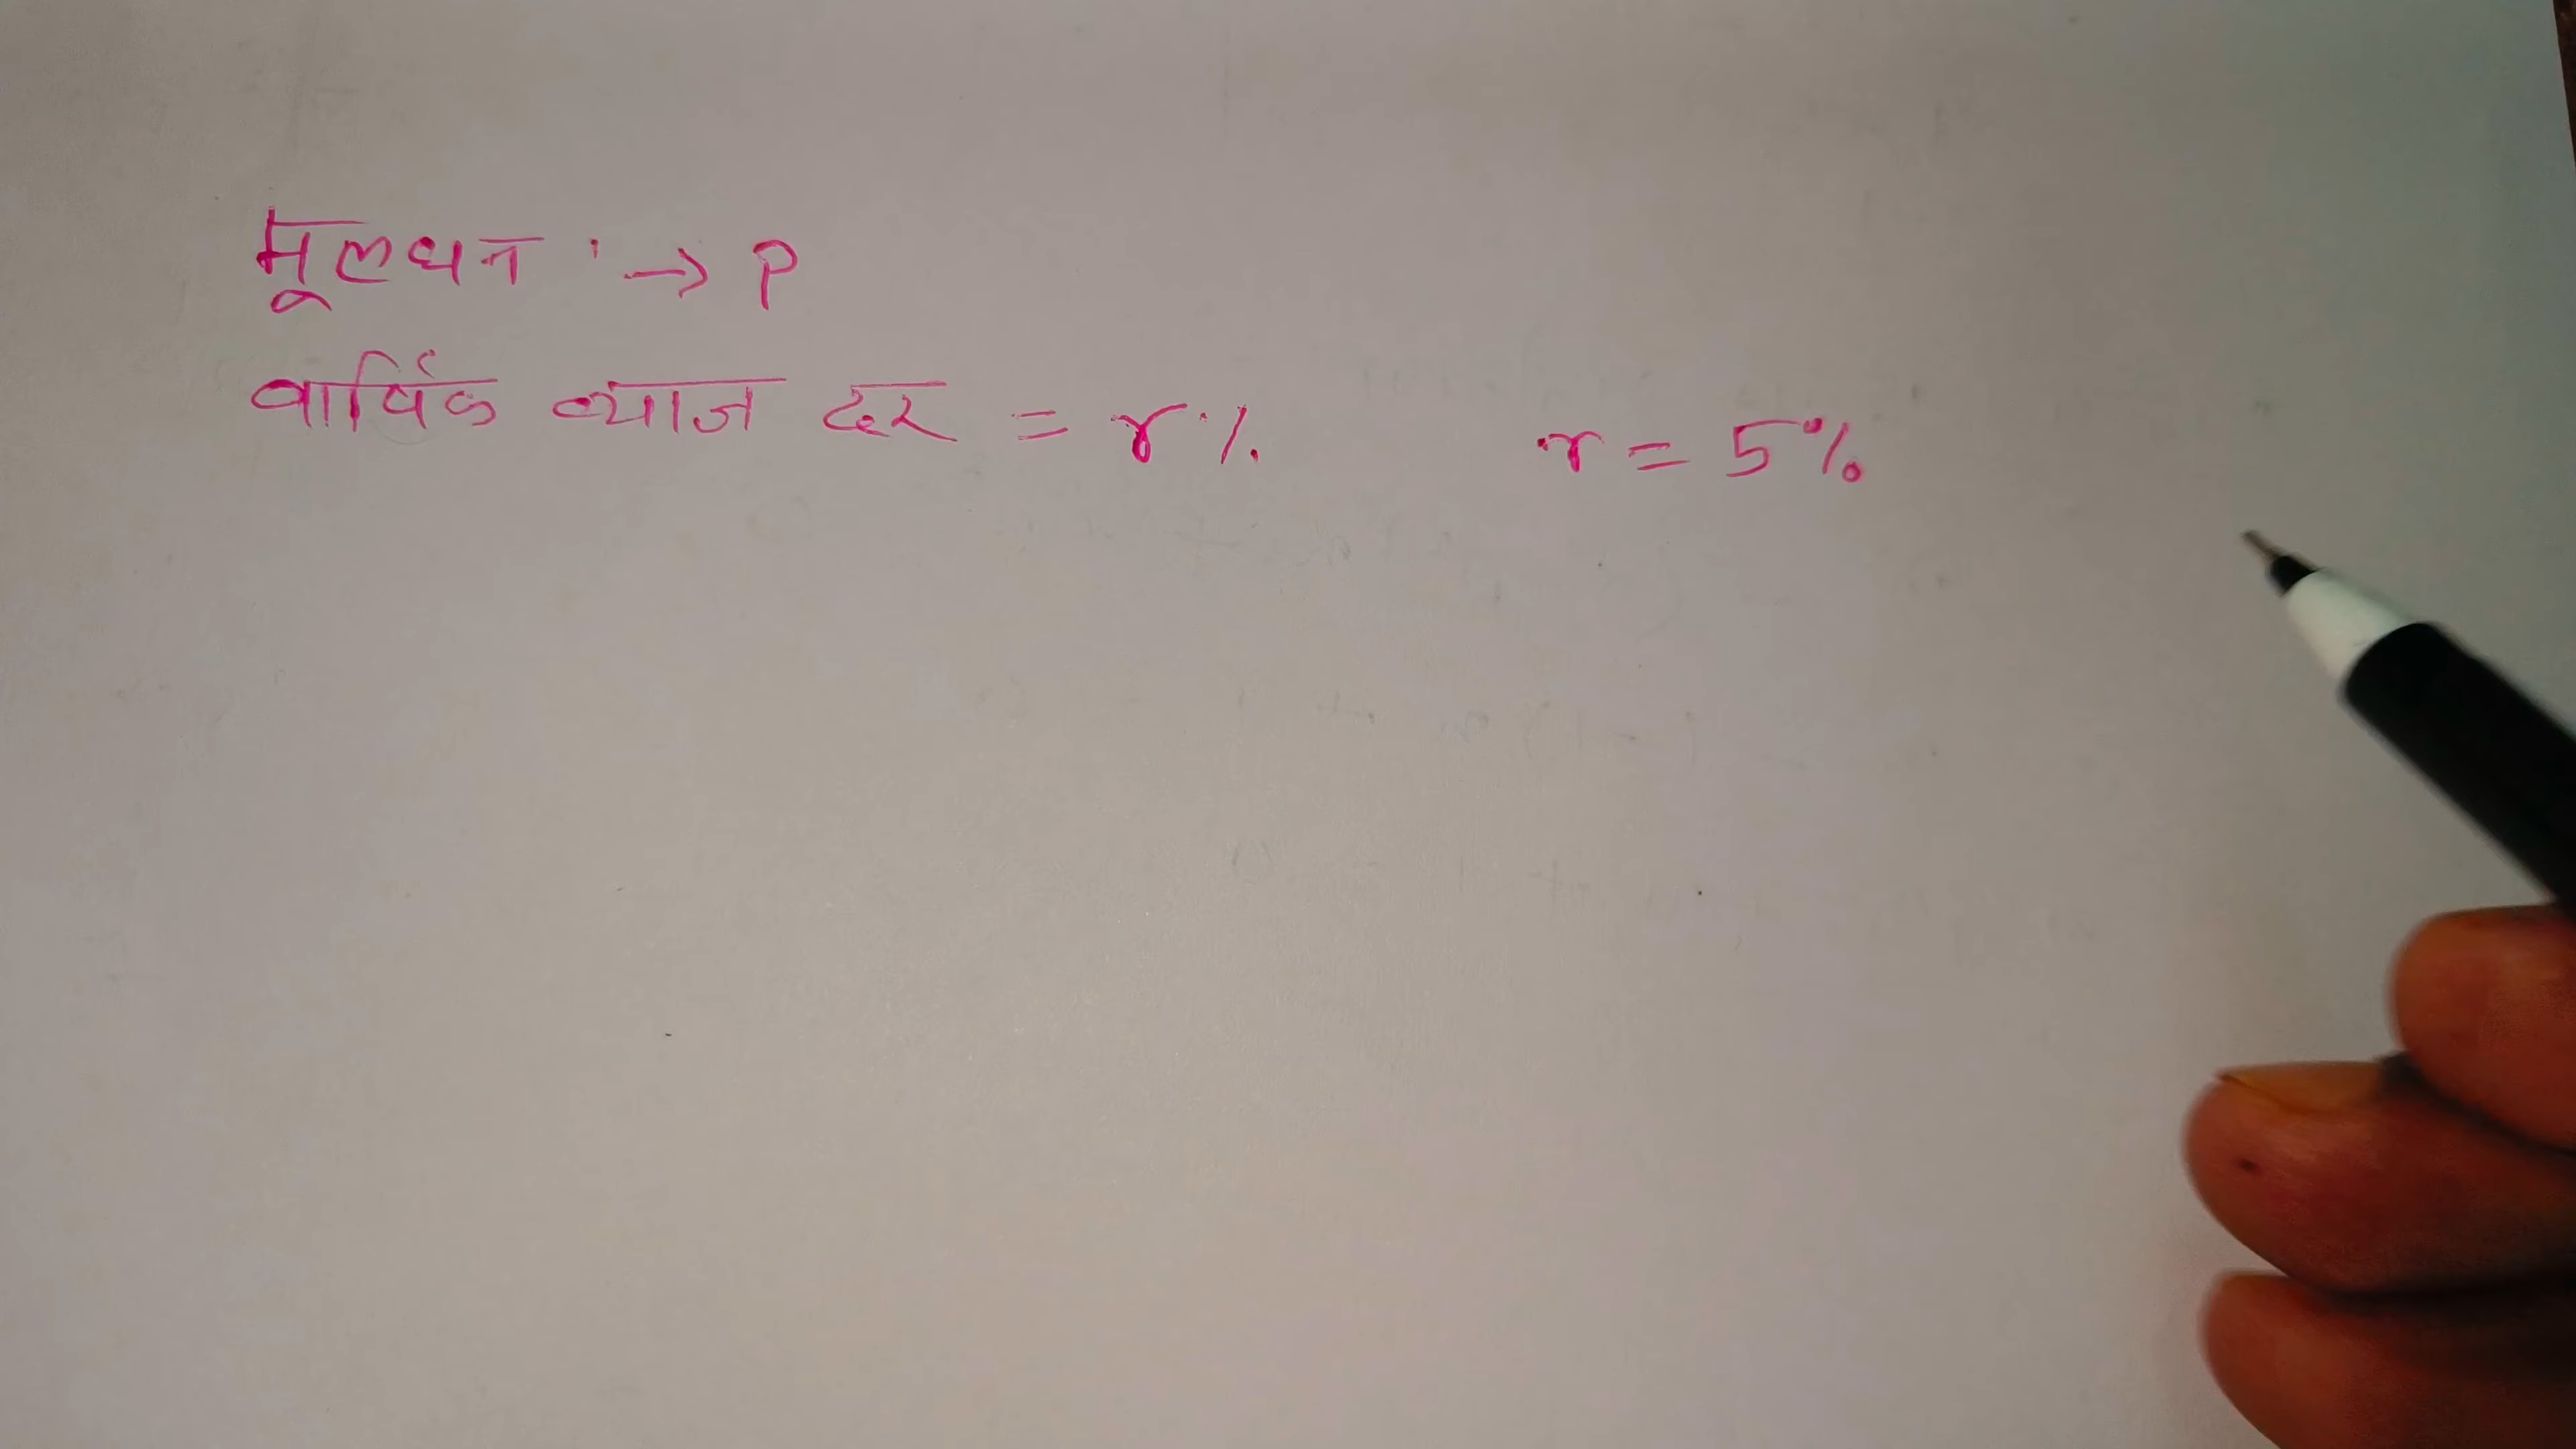 मूलधन → P
वार्षिक ब्याज दर = r% r = 5%